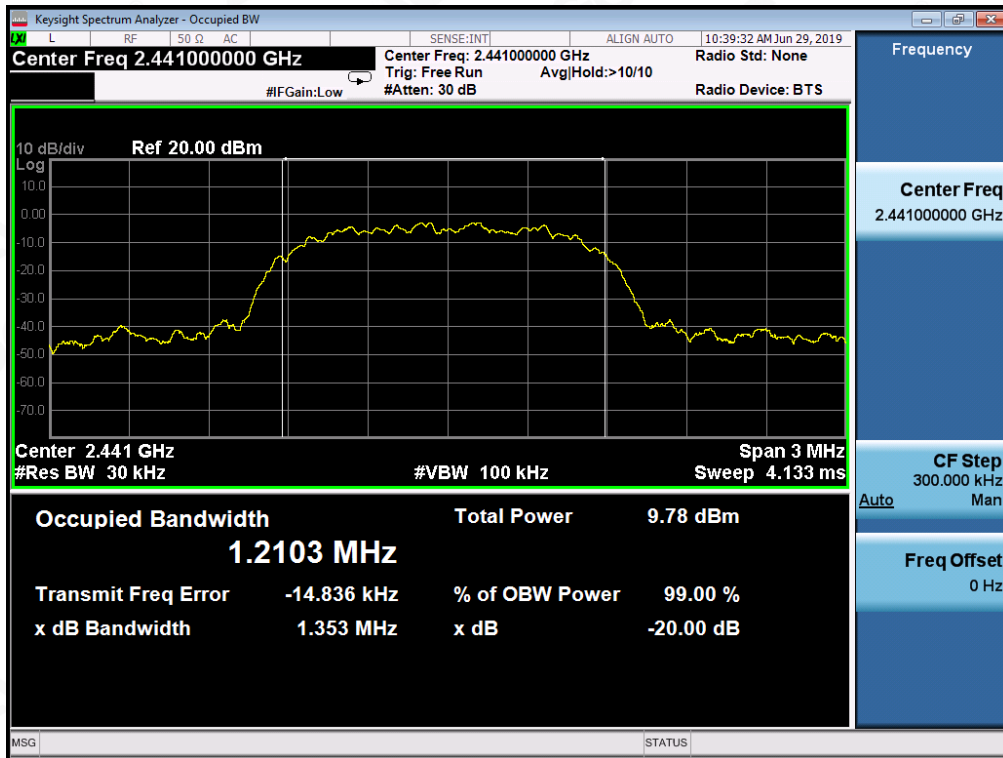 Keysight Spectrum Analyzer - Occupied BW
LXI L RF 50 Ω AC SENSE:INT ALIGN AUTO 10:39:32 AM Jun 29, 2019
Center Freq 2.441000000 GHz
#IFGain:Low
Center Freq: 2.441000000 GHz
Trig: Free Run Avg|Hold:>10/10
#Atten: 30 dB
Radio Std: None
Radio Device: BTS
10 dB/div Ref 20.00 dBm
Log
10.0
0.00
-10.0
-20.0
-30.0
-40.0
-50.0
-60.0
-70.0
Center 2.441 GHz Span 3 MHz
#Res BW 30 kHz #VBW 100 kHz Sweep 4.133 ms
Occupied Bandwidth Total Power 9.78 dBm
1.2103 MHz
Transmit Freq Error -14.836 kHz % of OBW Power 99.00 %
x dB Bandwidth 1.353 MHz x dB -20.00 dB
MSG STATUS
Frequency
Center Freq
2.441000000 GHz
CF Step
300.000 kHz
Auto Man
Freq Offset
0 Hz